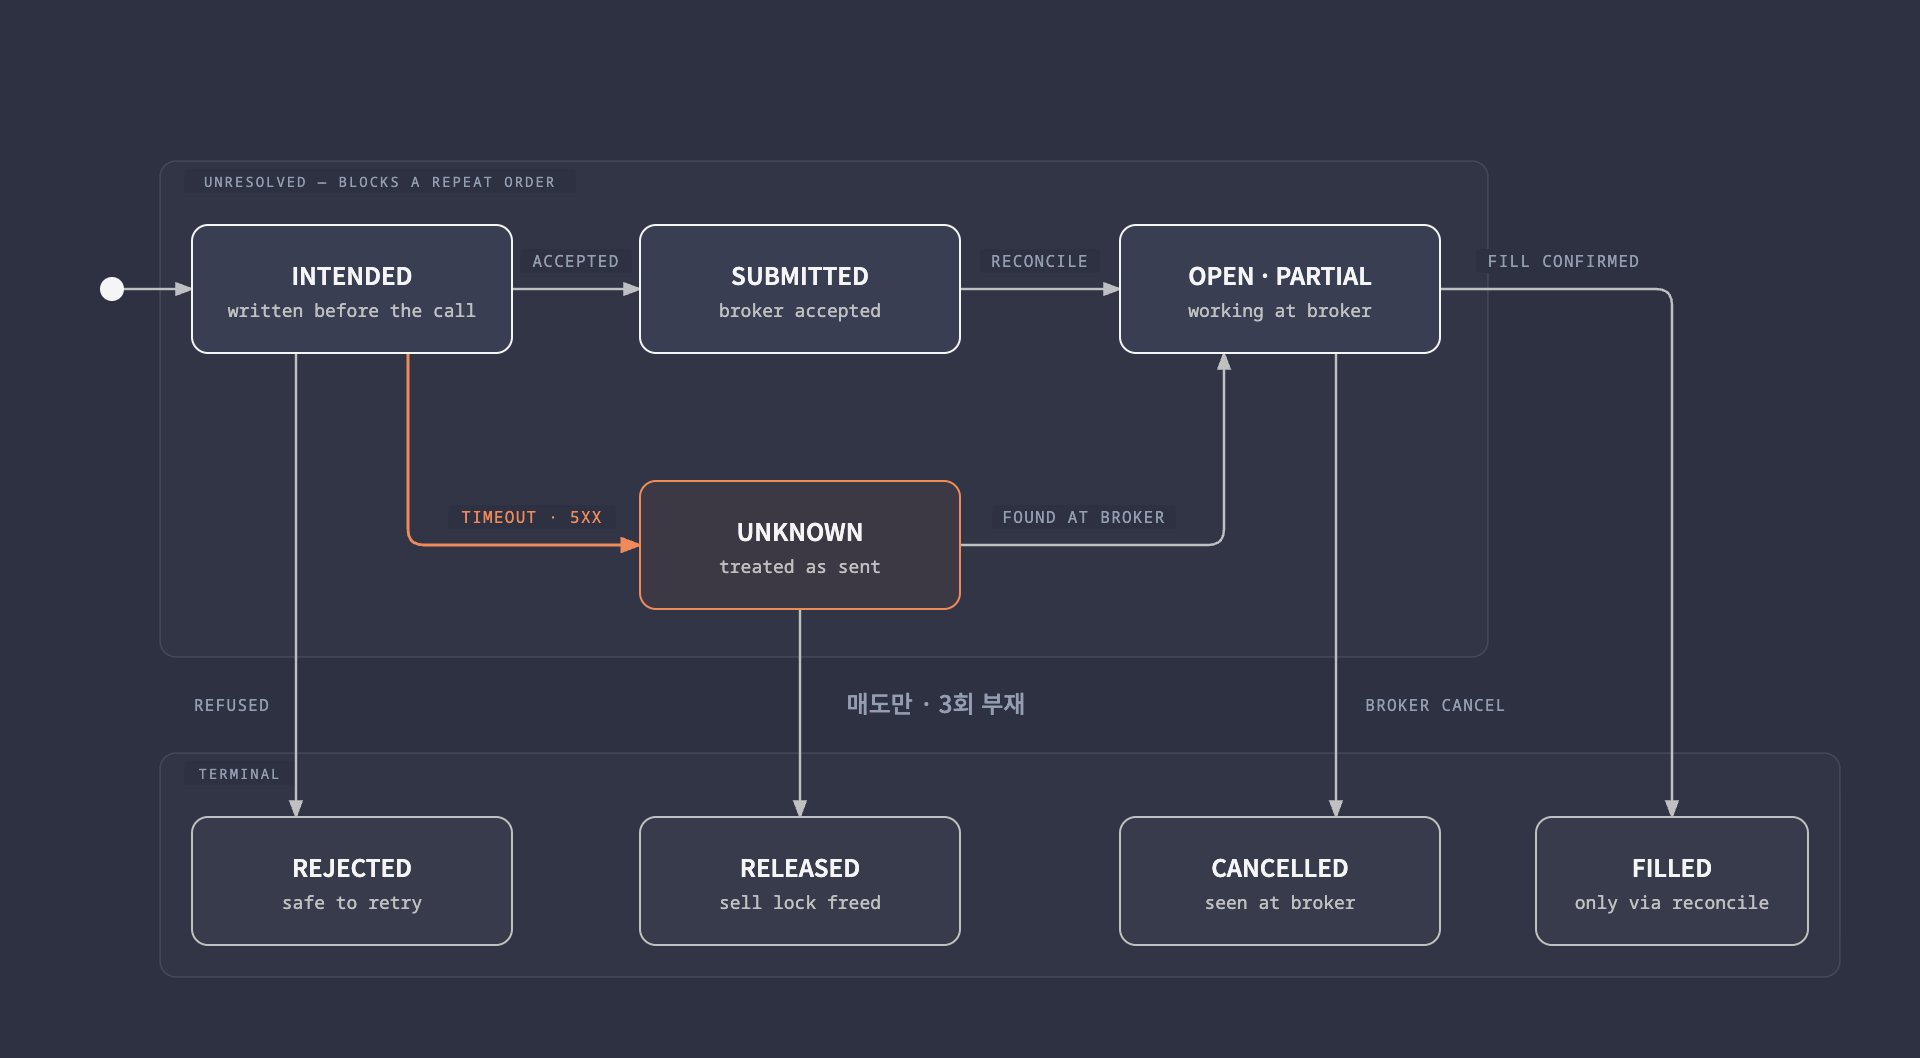 UNRESOLVED — BLOCKS A REPEAT ORDER
INTENDED
written before the call
ACCEPTED
SUBMITTED
broker accepted
RECONCILE
OPEN · PARTIAL
working at broker
FILL CONFIRMED
TIMEOUT · 5XX
UNKNOWN
treated as sent
FOUND AT BROKER
REFUSED
매도만 · 3회 부재
BROKER CANCEL
TERMINAL
REJECTED
safe to retry
RELEASED
sell lock freed
CANCELLED
seen at broker
FILLED
only via reconcile